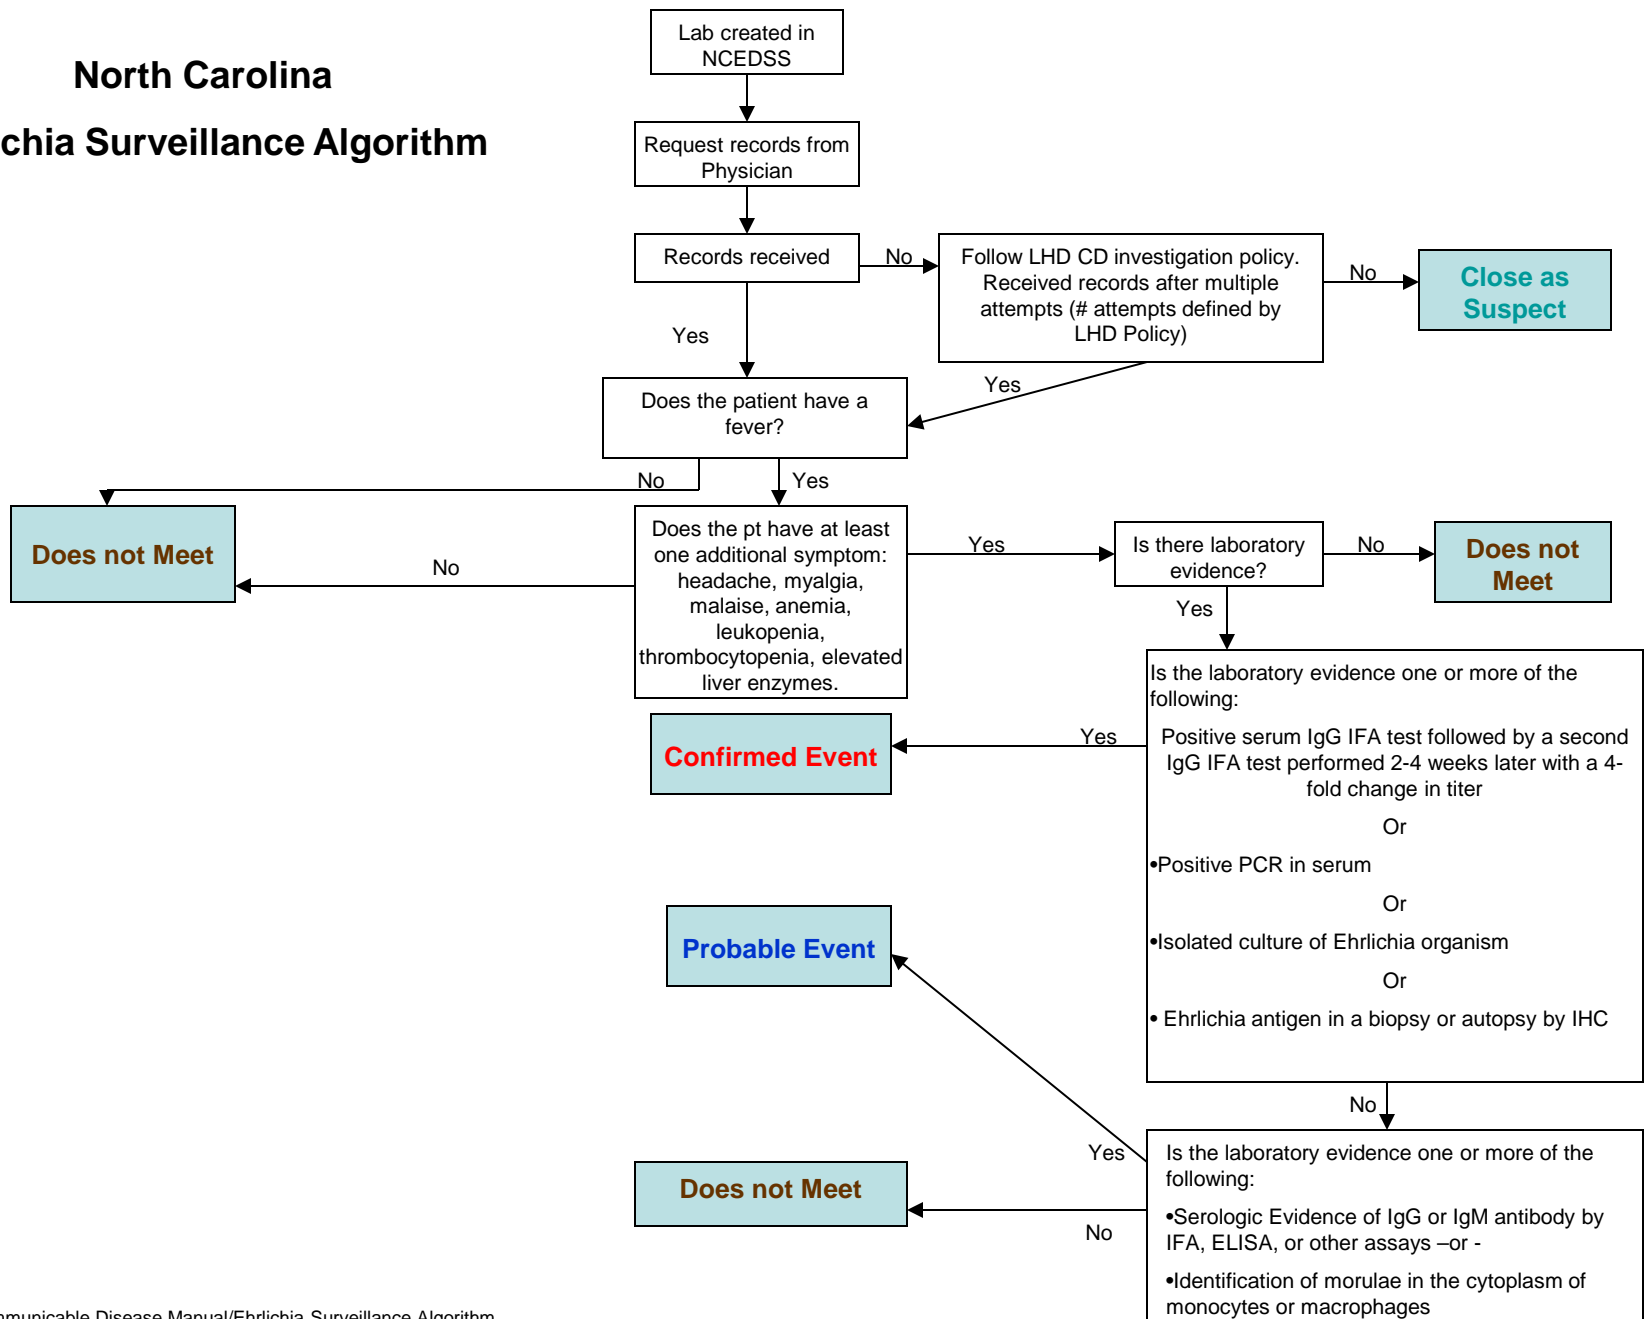 North Carolina
chia Surveillance Algorithm
Lab created in
NCEDSS
Request records from
Physician
Records received
No
Follow LHD CD investigation policy.
Received records after multiple
attempts (# attempts defined by
LHD Policy)
No
Close as
Suspect
Yes
Yes
Does the patient have a
fever?
No
Yes
Does not Meet
No
Does the pt have at least
one additional symptom:
headache, myalgia,
malaise, anemia,
leukopenia,
thrombocytopenia, elevated
liver enzymes.
Yes
Is there laboratory
evidence?
No
Does not
Meet
Yes
Is the laboratory evidence one or more of the
following:
Positive serum IgG IFA test followed by a second
IgG IFA test performed 2-4 weeks later with a 4-
fold change in titer
Or
•Positive PCR in serum
Or
•Isolated culture of Ehrlichia organism
Or
• Ehrlichia antigen in a biopsy or autopsy by IHC
Yes
Confirmed Event
Probable Event
No
Yes
Does not Meet
No
Is the laboratory evidence one or more of the
following:
•Serologic Evidence of IgG or IgM antibody by
IFA, ELISA, or other assays –or -
•Identification of morulae in the cytoplasm of
monocytes or macrophages
mmunicable Disease Manual/Ehrlichia Surveillance Algorithm